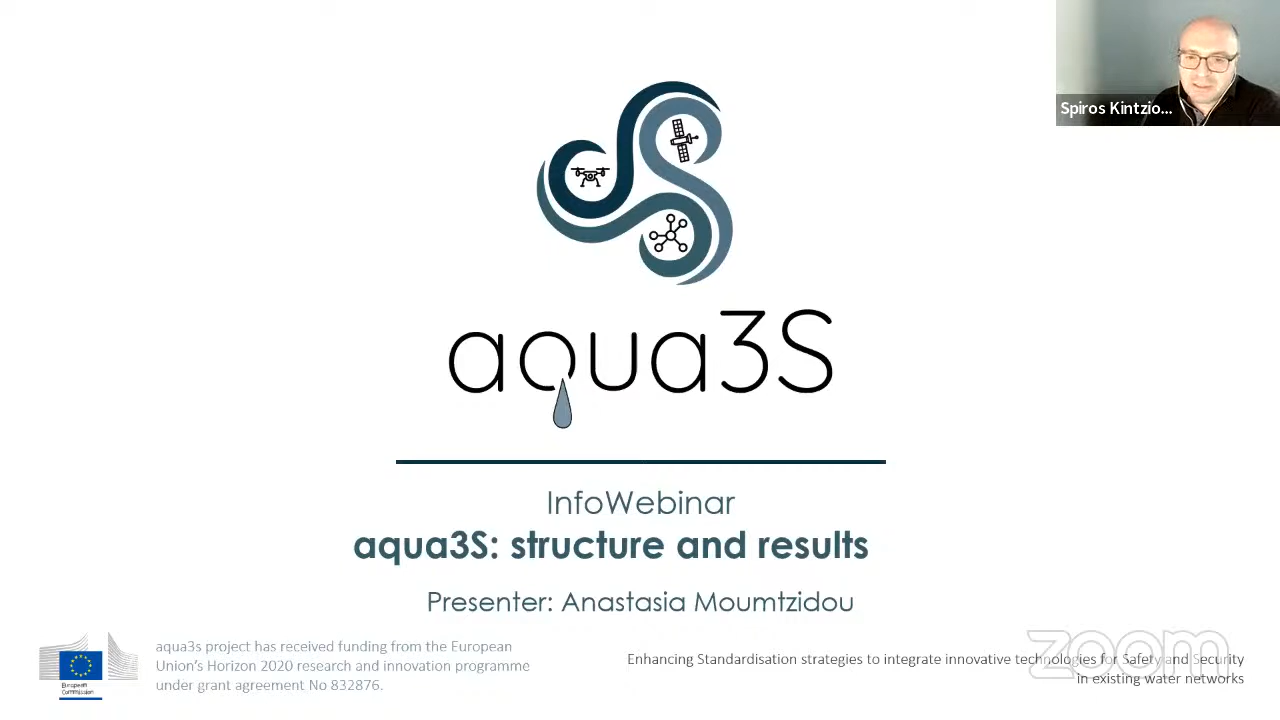 Spiros Kintzio...
aqua3S
InfoWebinar
aqua3S: structure and results
Presenter: Anastasia Moumtzidou
aqua3s project has received funding from the European
Union's Horizon 2020 research and innovation programme
under grant agreement No 832876.
European
Commission
zoom
Enhancing Standardisation strategies to integrate innovative technologies for Safety and Security
in existing water networks